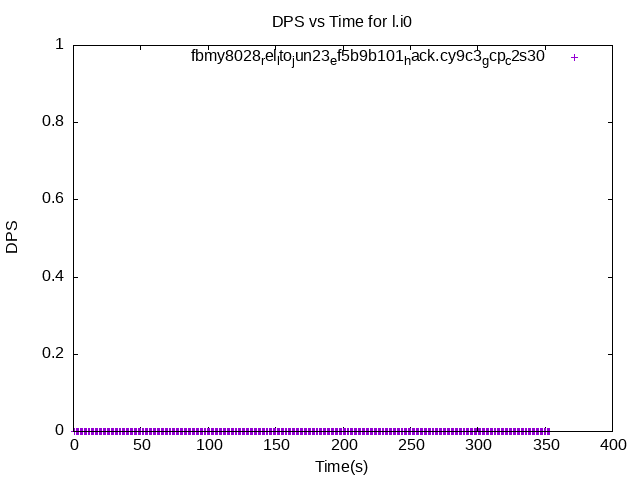 DPS vs Time for l.i0
1
fbmy8028rellltojun23ef5b9b101hack.cy9c3gcpc2s30
0.8
0.6
DPS
0.4
0.2
0
0 50 100 150 200 250 300 350 400
Time(s)